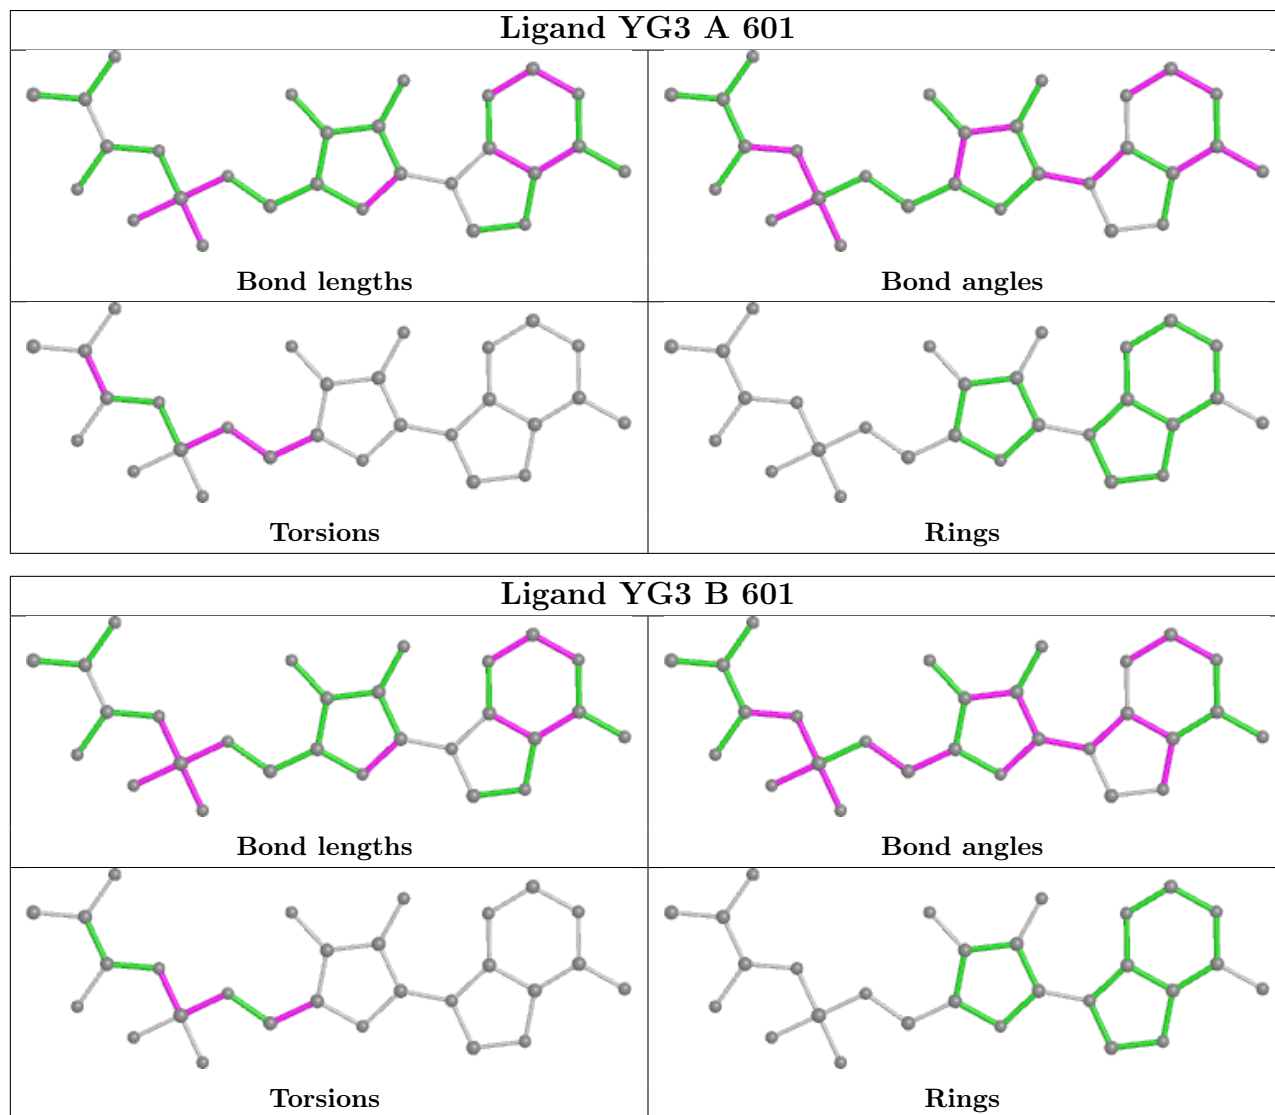 Ligand YG3 A 601
Bond lengths
Bond angles
Torsions
Rings
Ligand YG3 B 601
Bond lengths
Bond angles
Torsions
Rings